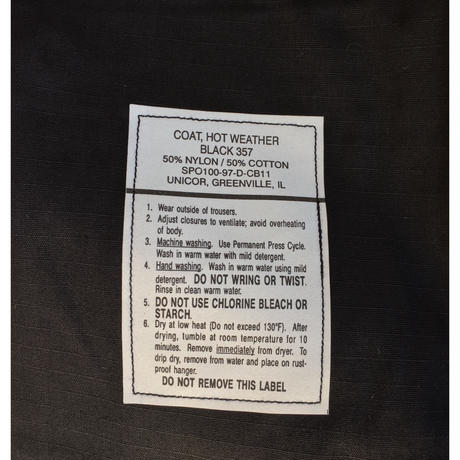 COAT, HOT WEATHER
BLACK 357
50% NYLON / 50% COTTON
SPO100-97-D-CB11
UNICOR, GREENVILLE, IL
1. Wear outside of trousers.
2. Adjust closures to ventilate; avoid overheating
of body.
3. Machine washing. Use Permanent Press Cycle.
Wash in warm water with mild detergent.
4. Hand washing. Wash in warm water using mild
detergent. DO NOT WRING OR TWIST.
Rinse in clean warm water.
5. DO NOT USE CHLORINE BLEACH OR
STARCH.
6. Dry at low heat (Do not exceed 130°F). After
drying, tumble at room temperature for 10
minutes. Remove immediately from dryer. To
drip dry, remove from water and place on rust-
proof hanger.
DO NOT REMOVE THIS LABEL